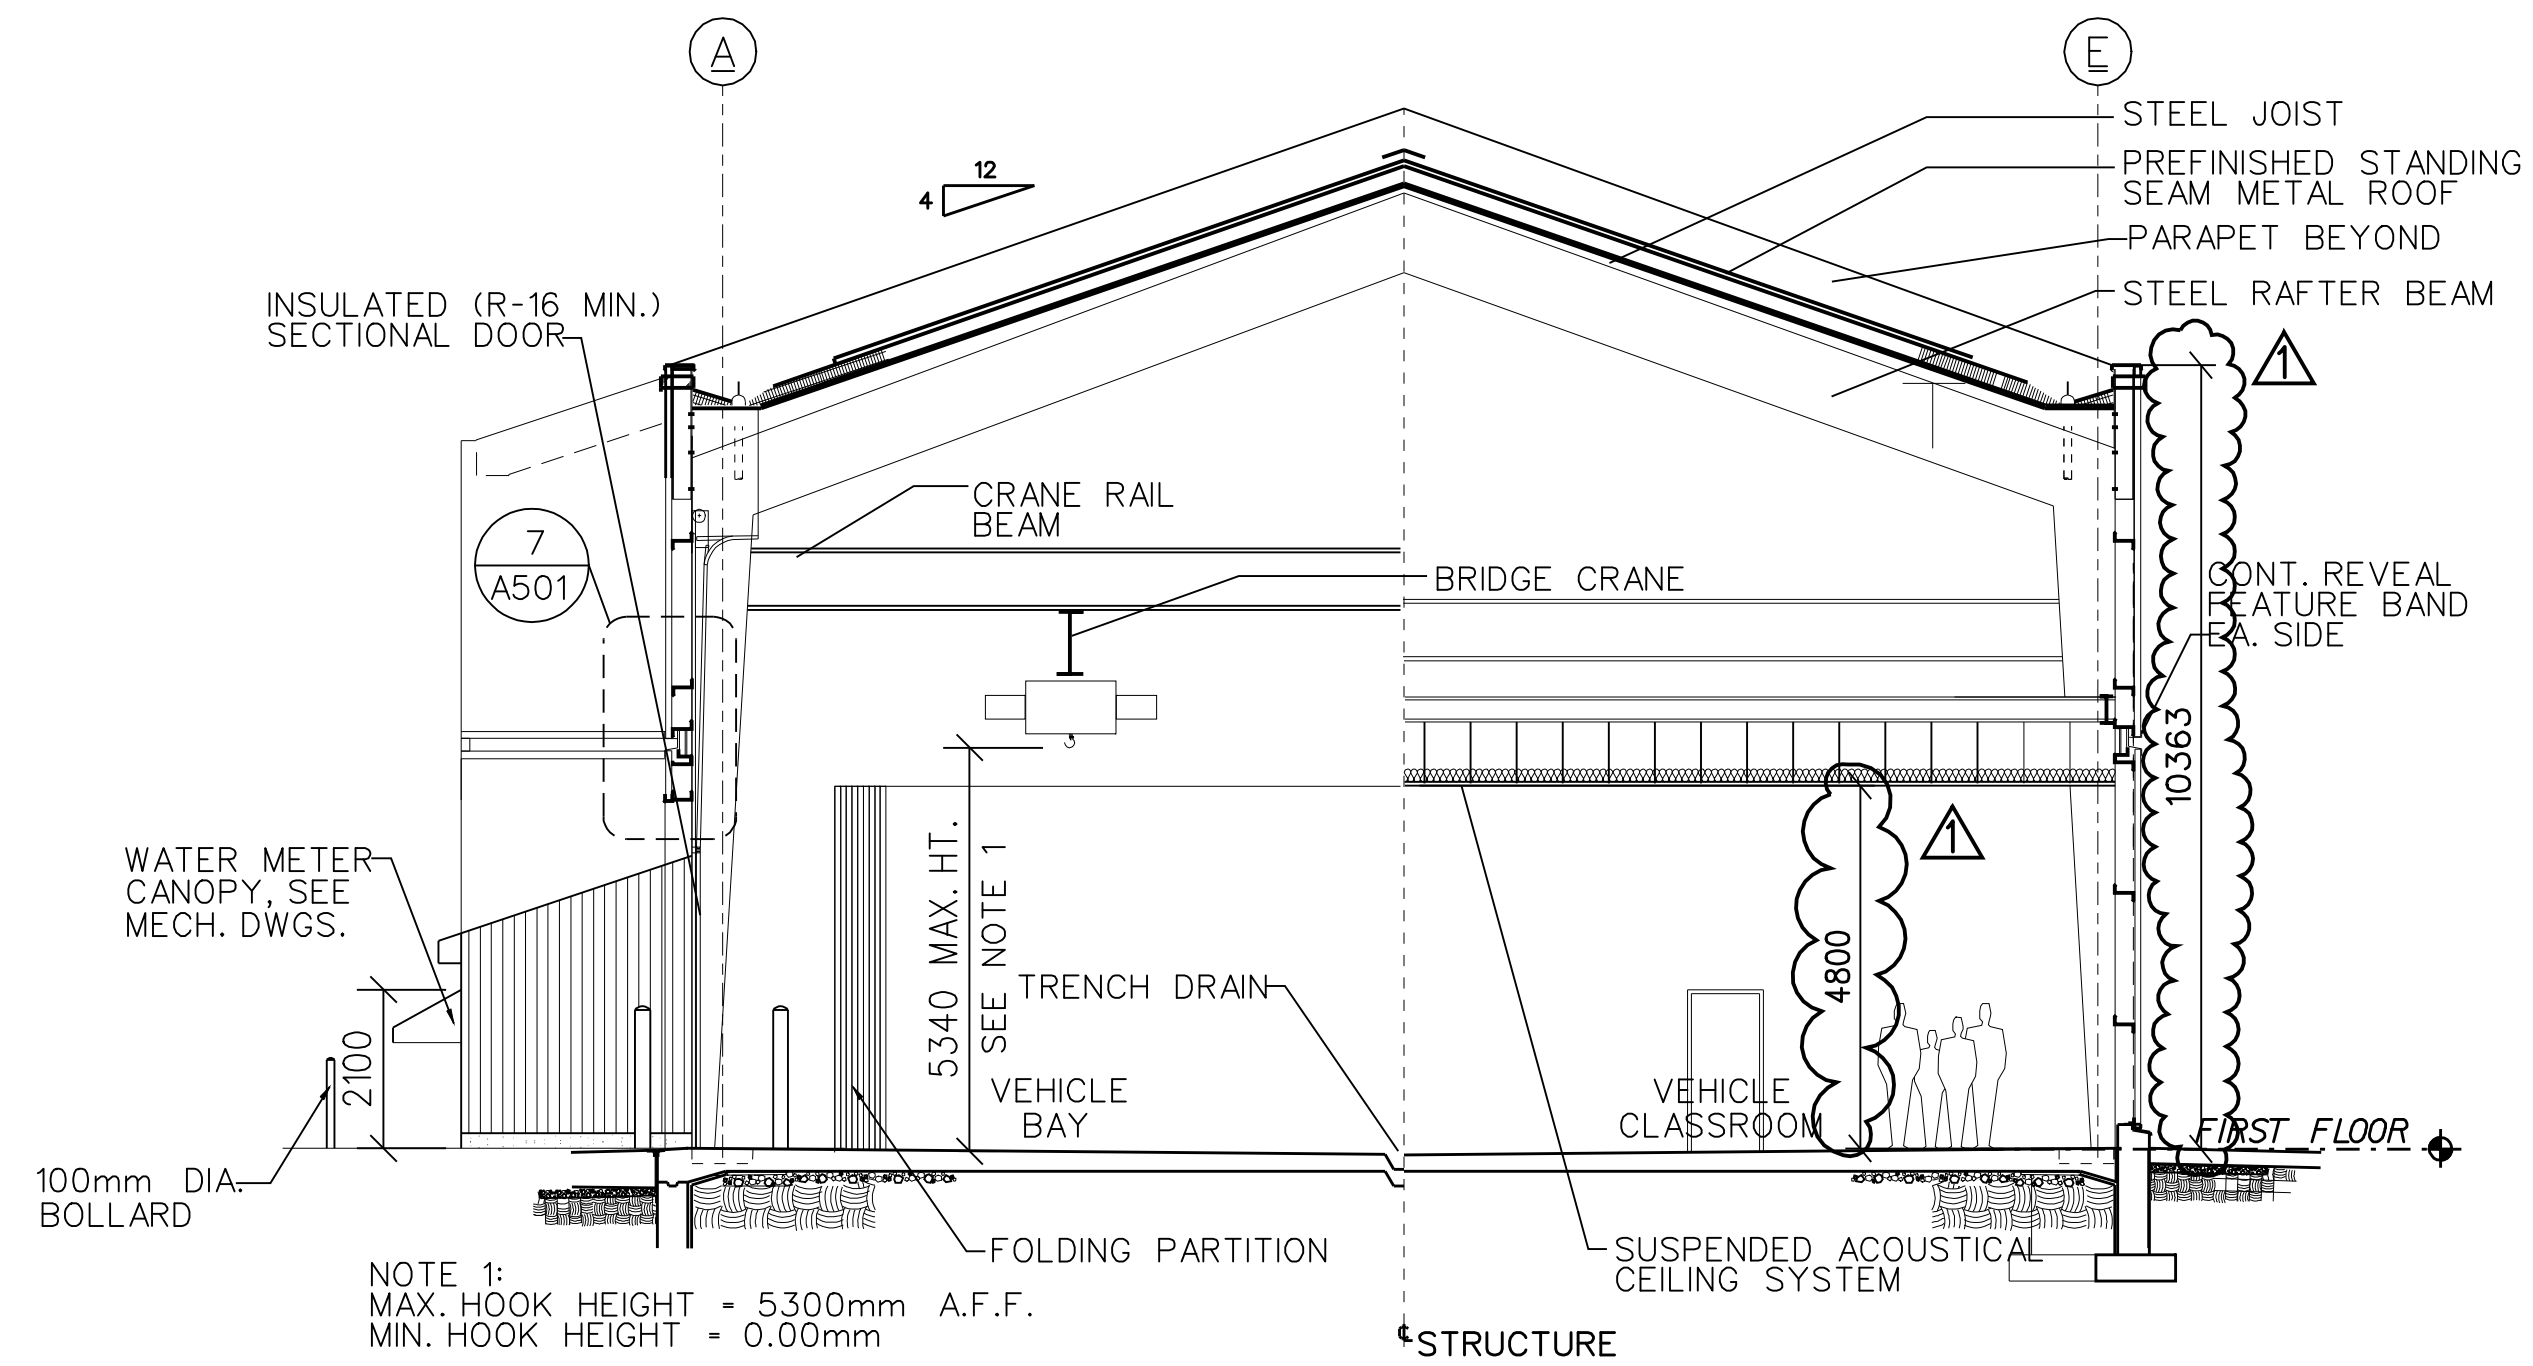 A
E
STEEL JOIST
12
PREFINISHED STANDING
SEAM METAL ROOF
4
PARAPET BEYOND
STEEL RAFTER BEAM
INSULATED (R-16 MIN.)
SECTIONAL DOOR
1
CRANE RAIL
BEAM
7
A501
BRIDGE CRANE
CONT. REVEAL
FEATURE BAND
EA. SIDE
10363
WATER METER
CANOPY, SEE
MECH. DWGS.
5340 MAX. HT.
SEE NOTE 1
1
4800
TRENCH DRAIN
2100
VEHICLE
BAY
VEHICLE
CLASSROOM
FIRST FLOOR
100mm DIA.
BOLLARD
FOLDING PARTITION
SUSPENDED ACOUSTICAL
CEILING SYSTEM
NOTE 1:
MAX. HOOK HEIGHT = 5300mm A.F.F.
MIN. HOOK HEIGHT = 0.00mm
℄ STRUCTURE